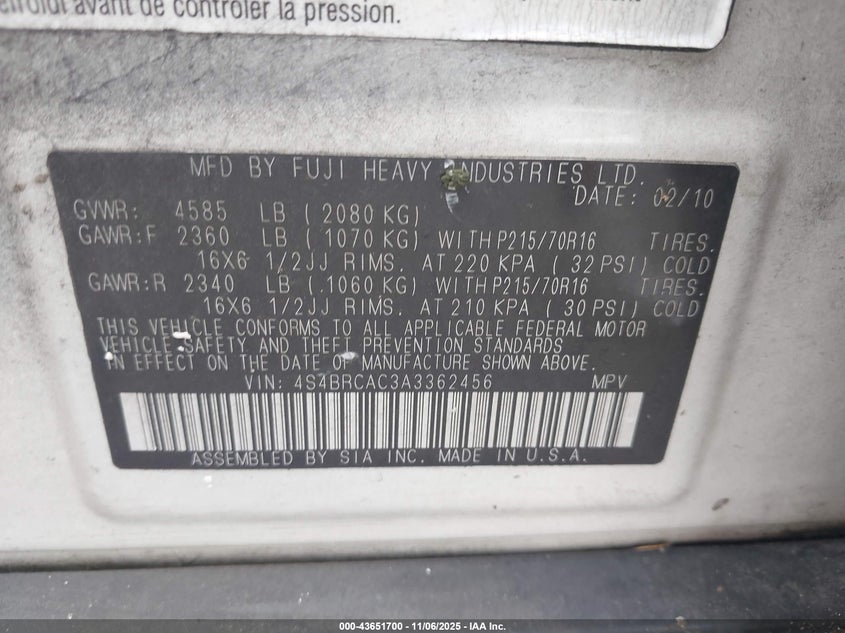 avant de contrôler la pression.
MFD BY FUJI HEAVY INDUSTRIES LTD.
DATE: 02/10
GVWR: 4585 LB ( 2080 KG)
GAWR:F 2360 LB ( 1070 KG) WITH P215/70R16 TIRES.
16X6 1/2JJ RIMS. AT 220 KPA ( 32 PSI) COLD
GAWR:R 2340 LB ( 1060 KG) WITH P215/70R16 TIRES.
16X6 1/2JJ RIMS. AT 210 KPA ( 30 PSI) COLD
THIS VEHICLE CONFORMS TO ALL APPLICABLE FEDERAL MOTOR
VEHICLE SAFETY AND THEFT PREVENTION STANDARDS
IN EFFECT ON THE DATE OF MANUFACTURE SHOWN ABOVE.
VIN: 4S4BRCAC3A3362456 MPV
ASSEMBLED BY SIA INC. MADE IN U.S.A.
000-43651700 - 11/06/2025 - IAA Inc.